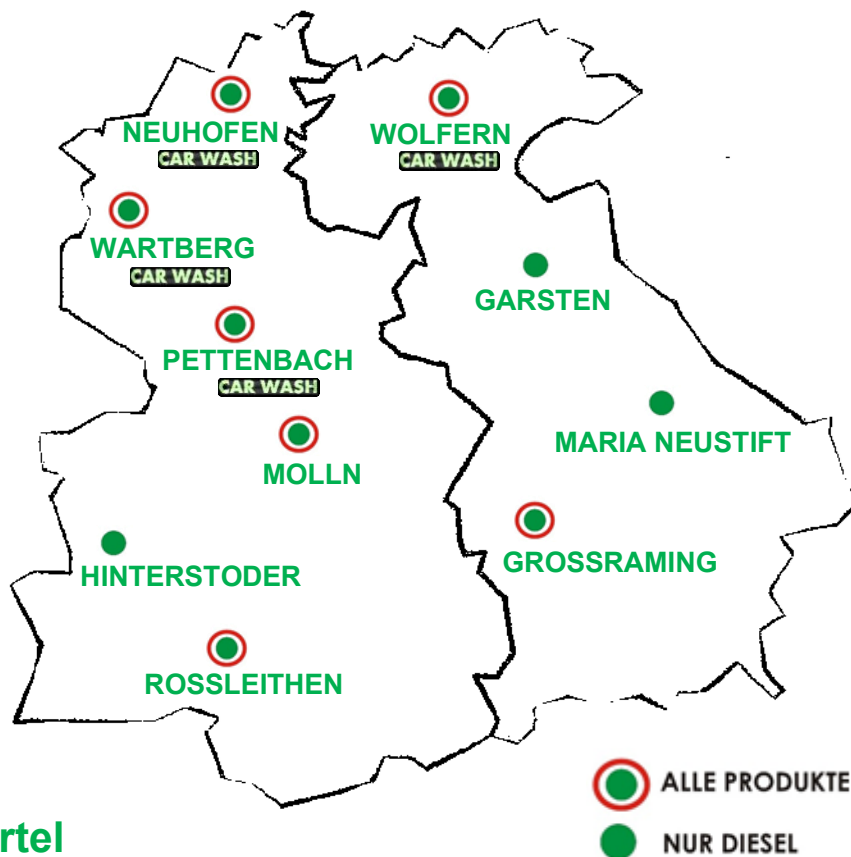 NEUHOFEN
CAR WASH
WOLFERN
CAR WASH
WARTBERG
CAR WASH
GARSTEN
PETTENBACH
CAR WASH
MARIA NEUSTIFT
MOLLN
GROSSRAMING
HINTERSTODER
ROSSLEITHEN
ALLE PRODUKTE
rtel
NUR DIESEL